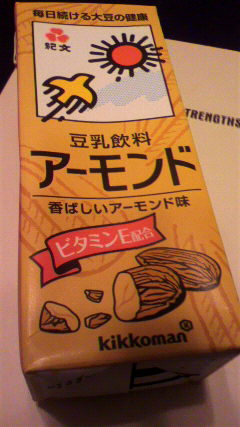 毎日続ける大豆の健康
紀文
豆乳飲料
アーモンド
香ばしいアーモンド味
ビタミンE配合
kikkoman®
TRENGTHS